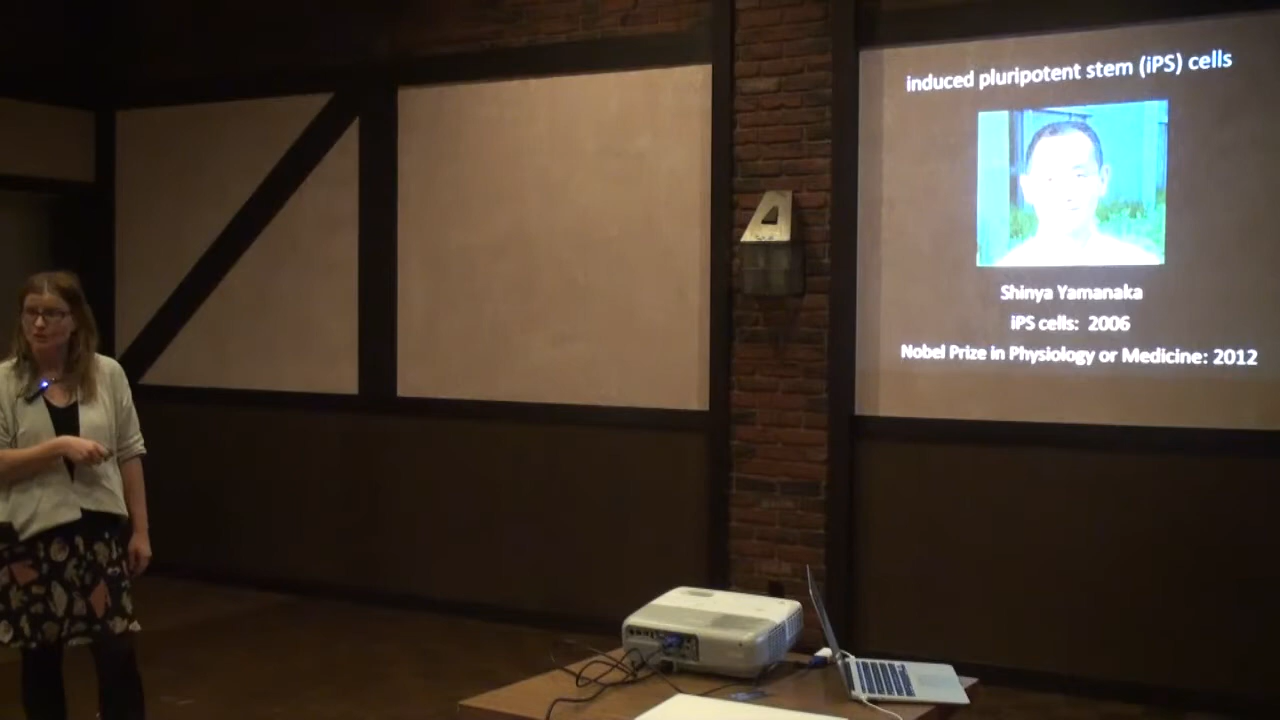 induced pluripotent stem (iPS) cells
Shinya Yamanaka
iPS cells: 2006
Nobel Prize in Physiology or Medicine: 2012